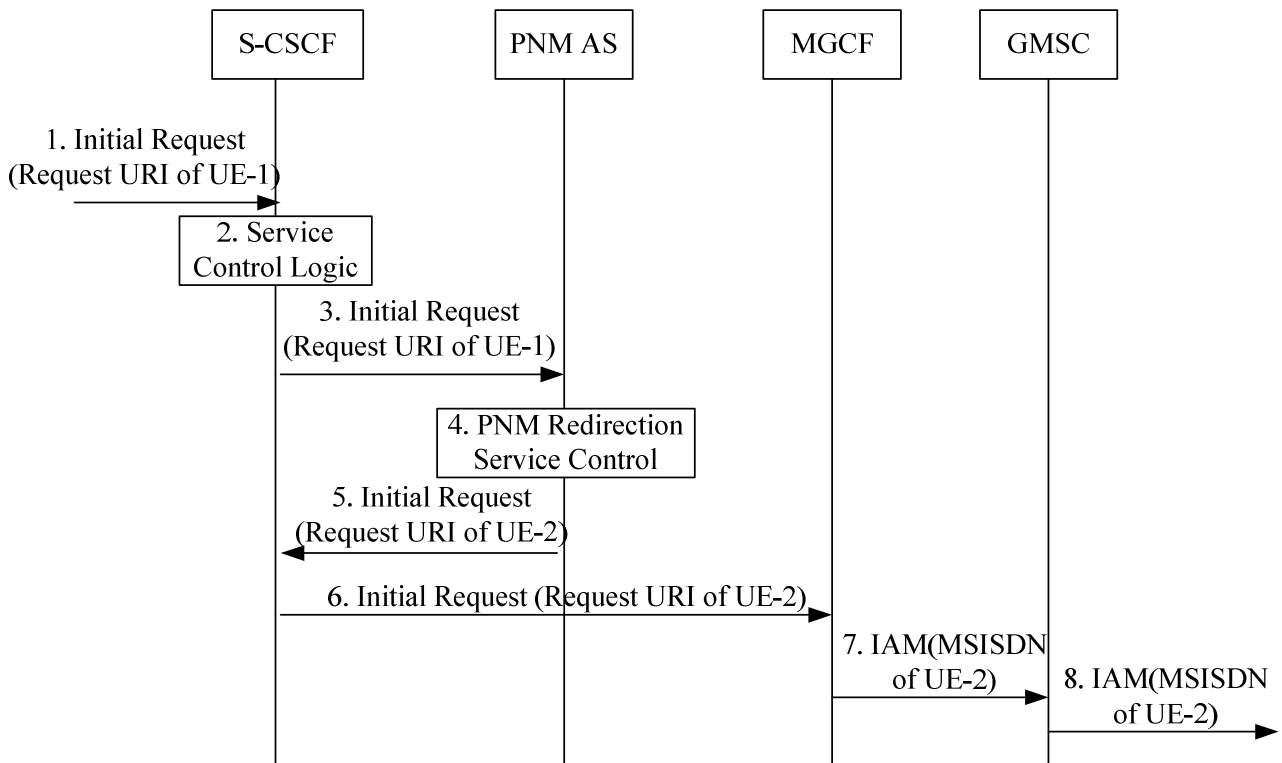 S-CSCF
PNM AS
MGCF
GMSC
1. Initial Request
(Request URI of UE-1)
2. Service
Control Logic
3. Initial Request
(Request URI of UE-1)
4. PNM Redirection
Service Control
5. Initial Request
(Request URI of UE-2)
6. Initial Request (Request URI of UE-2)
7. IAM(MSISDN
of UE-2)
8. IAM(MSISDN
of UE-2)